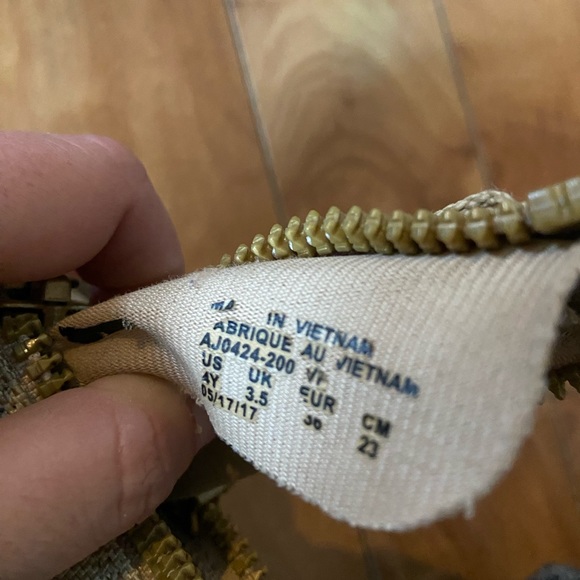 IN VIETNAM
ABRIQUE AU VIETNAM
AJ0424-200
US UK EUR CM
4Y 3.5 36 23
05/17/17